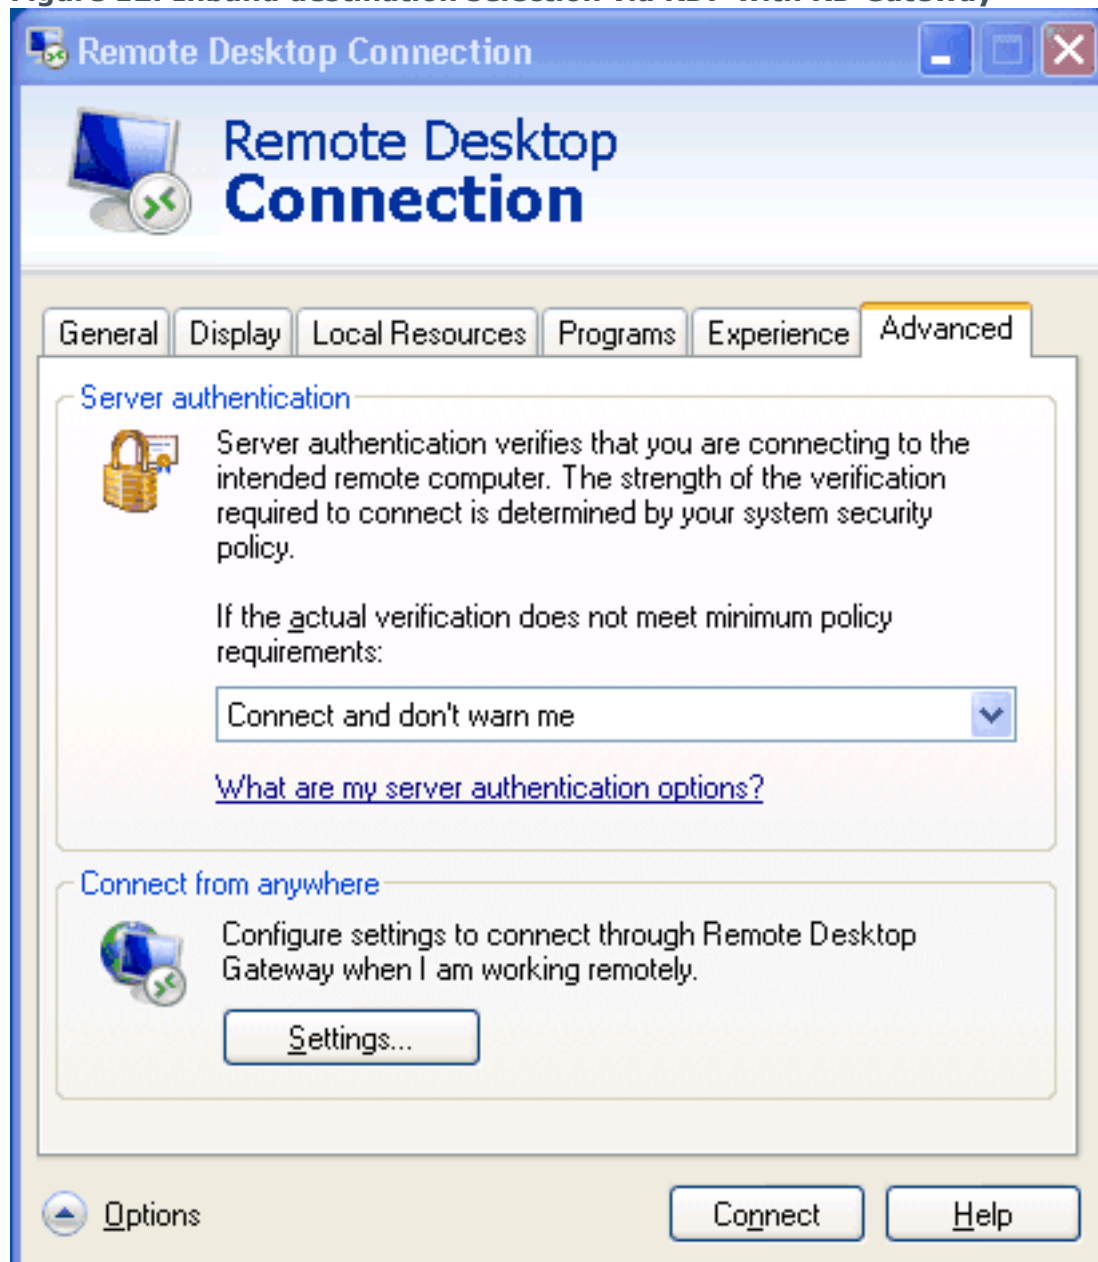 Remote Desktop Connection
Remote Desktop
Connection
General Display Local Resources Programs Experience Advanced
Server authentication
Server authentication verifies that you are connecting to the
intended remote computer. The strength of the verification
required to connect is determined by your system security
policy.
If the actual verification does not meet minimum policy
requirements:
Connect and don't warn me
What are my server authentication options?
Connect from anywhere
Configure settings to connect through Remote Desktop
Gateway when I am working remotely.
Settings...
Options Connect Help